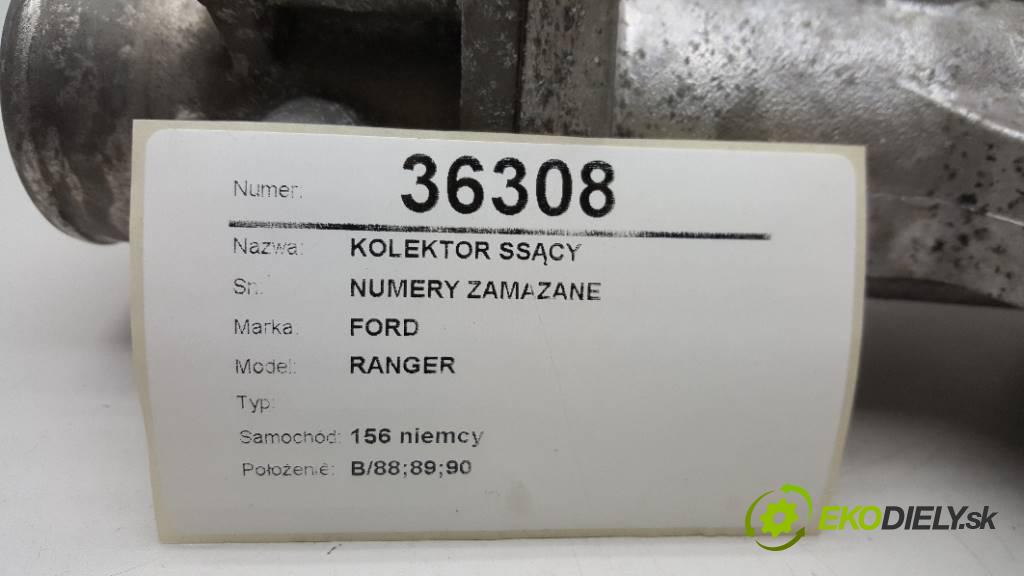 Numer: 36308
Nazwa: KOLEKTOR SSĄCY
Sn.: NUMERY ZAMAZANE
Marka: FORD
Model: RANGER
Typ:
Samochód: 156 niemcy
Położenie: B/88;89;90
EKODIELY.sk